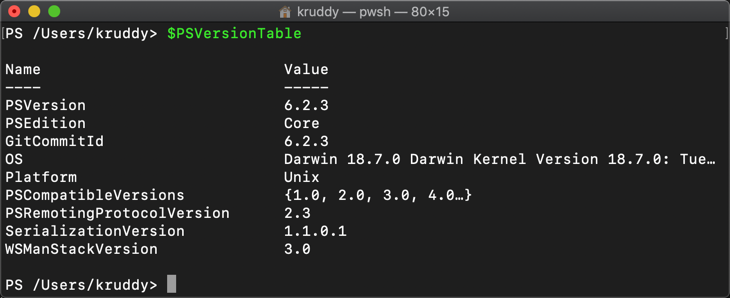 kruddy — pwsh — 80×15
[PS /Users/kruddy> $PSVersionTable ]
Name Value
---- -----
PSVersion 6.2.3
PSEdition Core
GitCommitId 6.2.3
OS Darwin 18.7.0 Darwin Kernel Version 18.7.0: Tue…
Platform Unix
PSCompatibleVersions {1.0, 2.0, 3.0, 4.0…}
PSRemotingProtocolVersion 2.3
SerializationVersion 1.1.0.1
WSManStackVersion 3.0
PS /Users/kruddy>